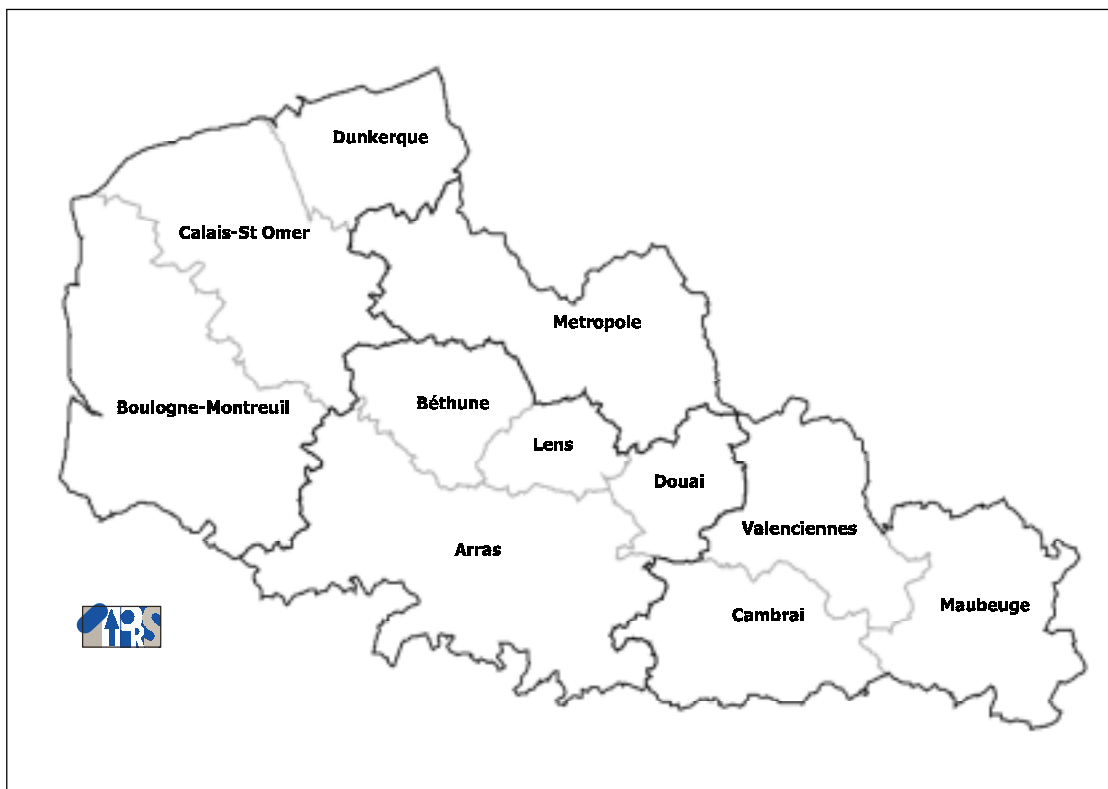 Dunkerque
Calais-St Omer
Metropole
Boulogne-Montreuil
Béthune
Lens
Douai
Valenciennes
Arras
Maubeuge
Cambrai